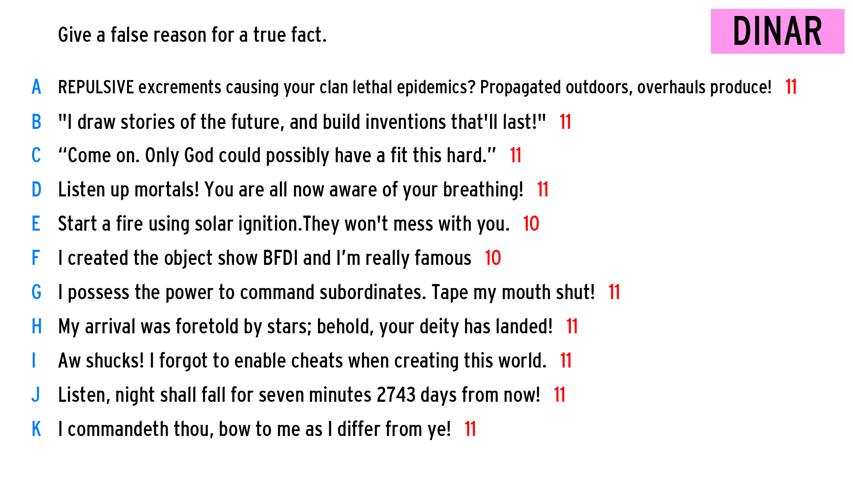 Give a false reason for a true fact.
DINAR
A REPULSIVE excrements causing your clan lethal epidemics? Propagated outdoors, overhauls produce! 11
B "I draw stories of the future, and build inventions that'll last!" 11
C “Come on. Only God could possibly have a fit this hard.” 11
D Listen up mortals! You are all now aware of your breathing! 11
E Start a fire using solar ignition.They won't mess with you. 10
F I created the object show BFDI and I’m really famous 10
G I possess the power to command subordinates. Tape my mouth shut! 11
H My arrival was foretold by stars; behold, your deity has landed! 11
I Aw shucks! I forgot to enable cheats when creating this world. 11
J Listen, night shall fall for seven minutes 2743 days from now! 11
K I commandeth thou, bow to me as I differ from ye! 11